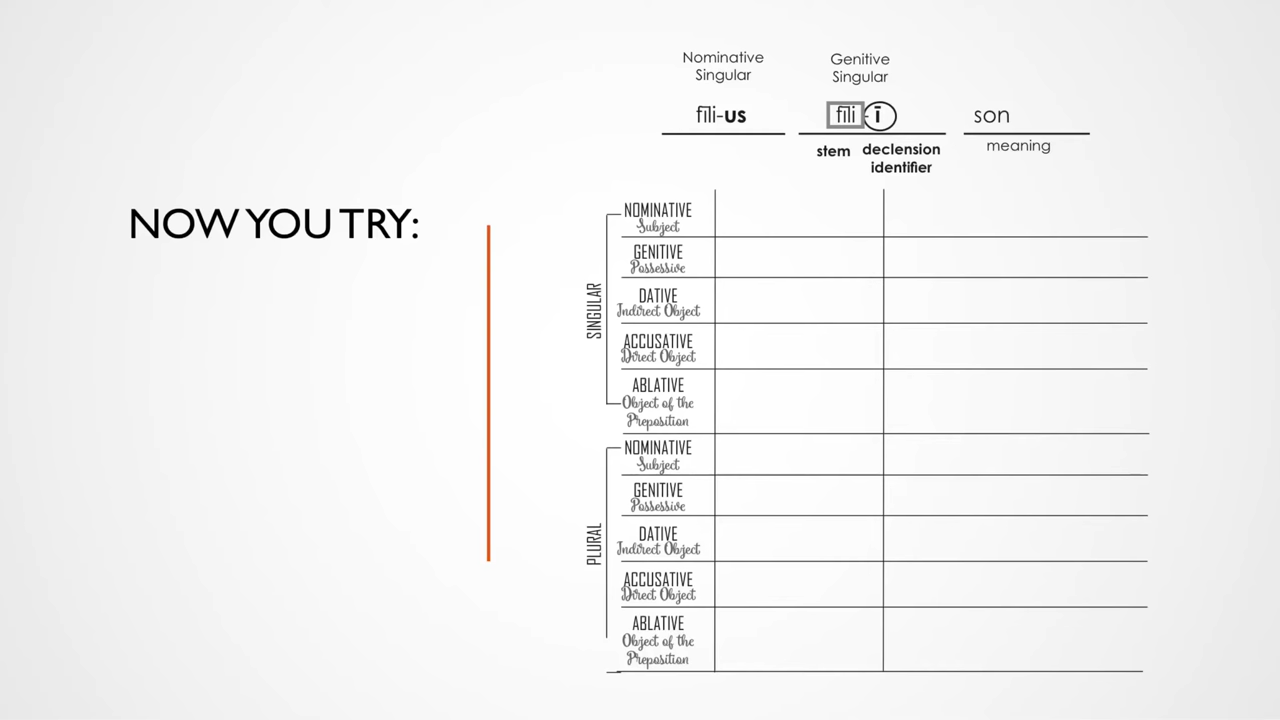 Nominative
Singular
Genitive
Singular
fīli-us
fīli-ī
son
stem
declension
identifier
meaning
NOW YOU TRY:
SINGULAR
NOMINATIVE
Subject
GENITIVE
Possessive
DATIVE
Indirect Object
ACCUSATIVE
Direct Object
ABLATIVE
Object of the
Preposition
PLURAL
NOMINATIVE
Subject
GENITIVE
Possessive
DATIVE
Indirect Object
ACCUSATIVE
Direct Object
ABLATIVE
Object of the
Preposition